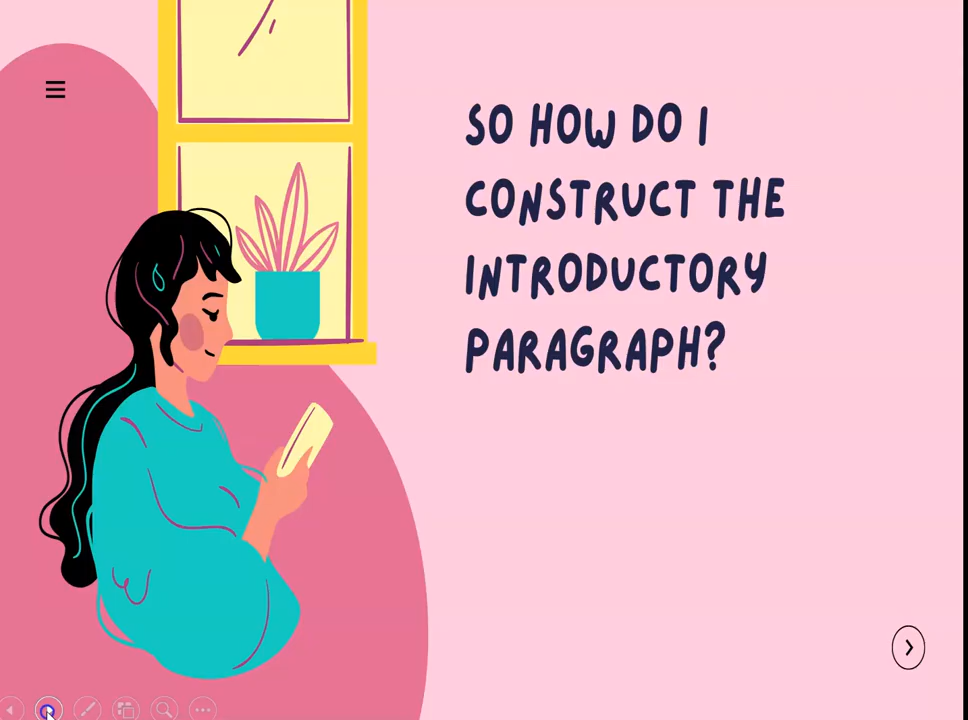 SO HOW DO I
CONSTRUCT THE
INTRODUCTORY
PARAGRAPH?